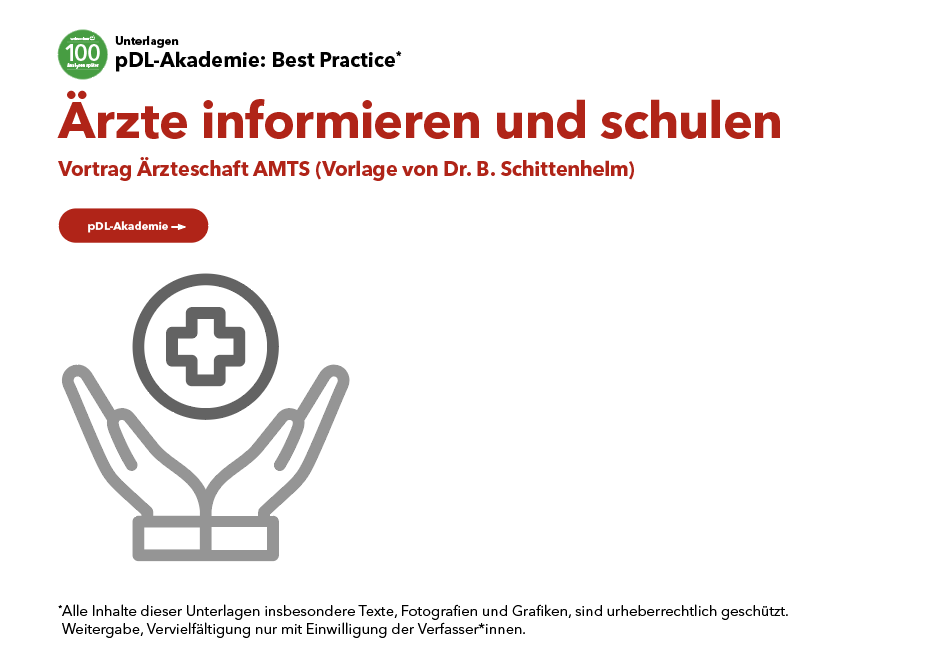 100
Unterlagen
pDL-Akademie: Best Practice*
Ärzte informieren und schulen
Vortrag Ärzteschaft AMTS (Vorlage von Dr. B. Schittenhelm)
pDL-Akademie
*Alle Inhalte dieser Unterlagen insbesondere Texte, Fotografien und Grafiken, sind urheberrechtlich geschützt.
Weitergabe, Vervielfältigung nur mit Einwilligung der Verfasser*innen.